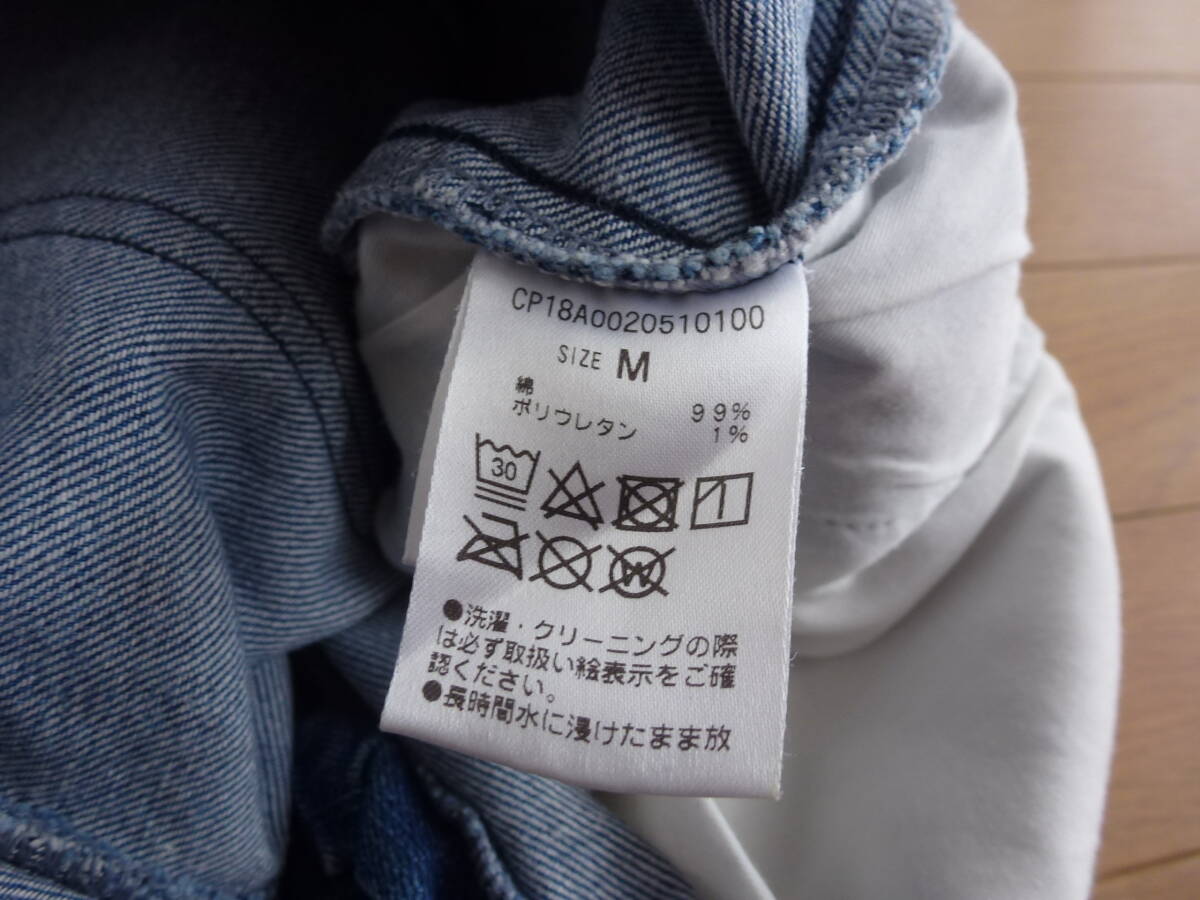 CP18A0020510100
SIZE M
綿 99%
ポリウレタン 1%
30
W
●洗濯・クリーニングの際
は必ず取扱い絵表示をご確
認ください。
●長時間水に浸けたまま放